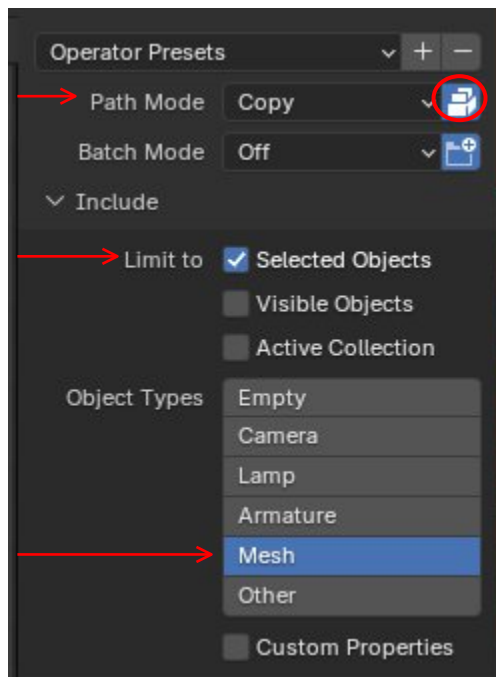 Operator Presets
Path Mode Copy
Batch Mode Off
Include
Limit to Selected Objects
Visible Objects
Active Collection
Object Types Empty
Camera
Lamp
Armature
Mesh
Other
Custom Properties